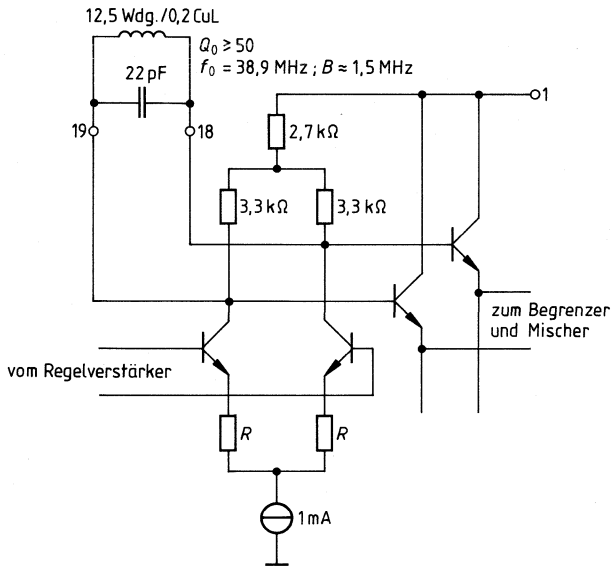 12,5 Wdg./0,2 CuL
Q₀ ≥ 50
f₀ = 38,9 MHz ; B ≈ 1,5 MHz
22 pF
1
19
18
2,7 kΩ
3,3 kΩ
3,3 kΩ
zum Begrenzer
und Mischer
vom Regelverstärker
R
R
1 mA